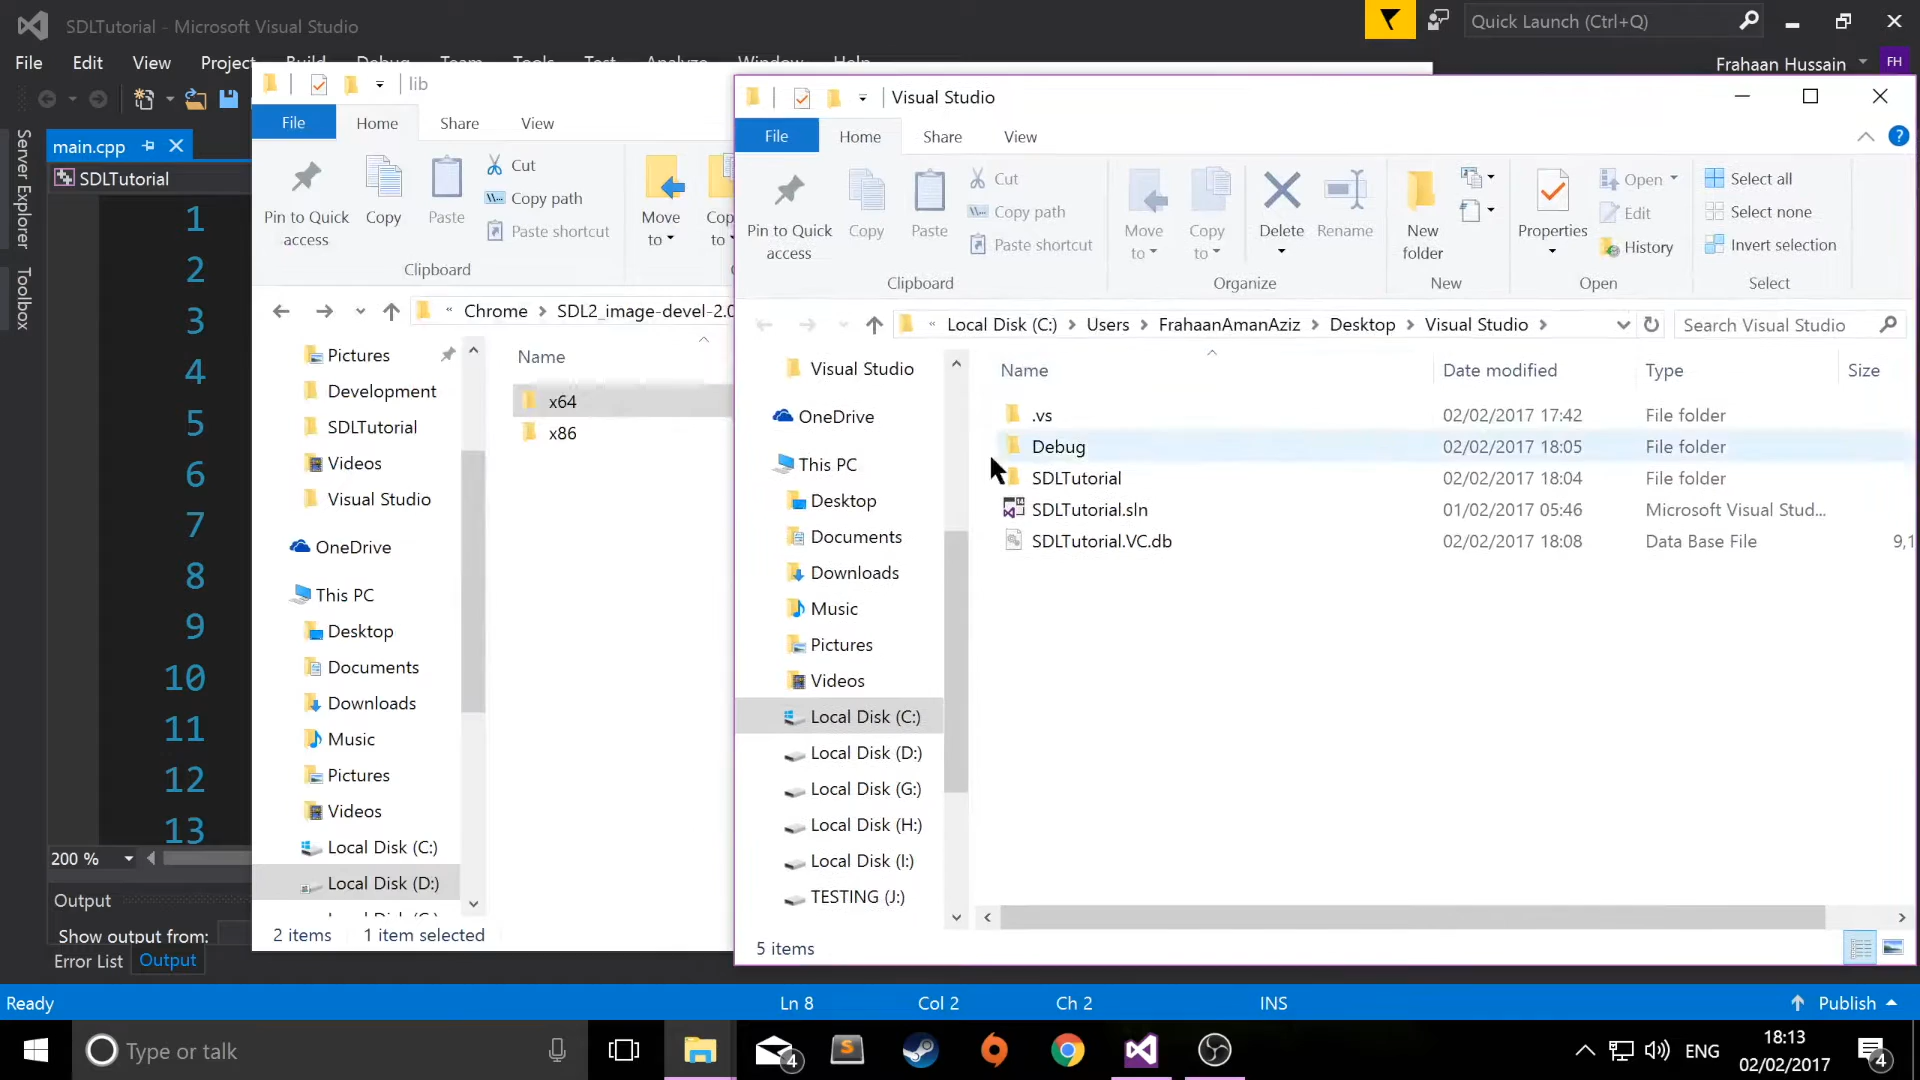 SDLTutorial - Microsoft Visual Studio
Quick Launch (Ctrl+Q)
File Edit View Project Build Debug Team Tools Test Analyze Window Help
Frahaan Hussain FH
Server Explorer
Toolbox
main.cpp
SDLTutorial
1
2
3
4
5
6
7
8
9
10
11
12
13
200 %
Output
Show output from:
Error List Output
Ready Ln 8 Col 2 Ch 2 INS Publish
lib
File Home Share View
Pin to Quick access
Copy
Paste
Cut
Copy path
Paste shortcut
Clipboard
Move to
« Chrome > SDL2_image-devel-2.0
Pictures
Development
SDLTutorial
Videos
Visual Studio
OneDrive
This PC
Desktop
Documents
Downloads
Music
Pictures
Videos
Local Disk (C:)
Local Disk (D:)
Name
x64
x86
2 items 1 item selected
Visual Studio
File Home Share View
Pin to Quick access
Copy
Paste
Cut
Copy path
Paste shortcut
Clipboard
Move to
Copy to
Delete
Rename
Organize
New folder
New
Properties
Open
Edit
History
Open
Select all
Select none
Invert selection
Select
« Local Disk (C:) > Users > FrahaanAmanAziz > Desktop > Visual Studio >
Search Visual Studio
Visual Studio
OneDrive
This PC
Desktop
Documents
Downloads
Music
Pictures
Videos
Local Disk (C:)
Local Disk (D:)
Local Disk (G:)
Local Disk (H:)
Local Disk (I:)
TESTING (J:)
Name Date modified Type Size
.vs 02/02/2017 17:42 File folder
Debug 02/02/2017 18:05 File folder
SDLTutorial 02/02/2017 18:04 File folder
SDLTutorial.sln 01/02/2017 05:46 Microsoft Visual Stud...
SDLTutorial.VC.db 02/02/2017 18:08 Data Base File 9,1
5 items
Type or talk
4
ENG
18:13
02/02/2017
4